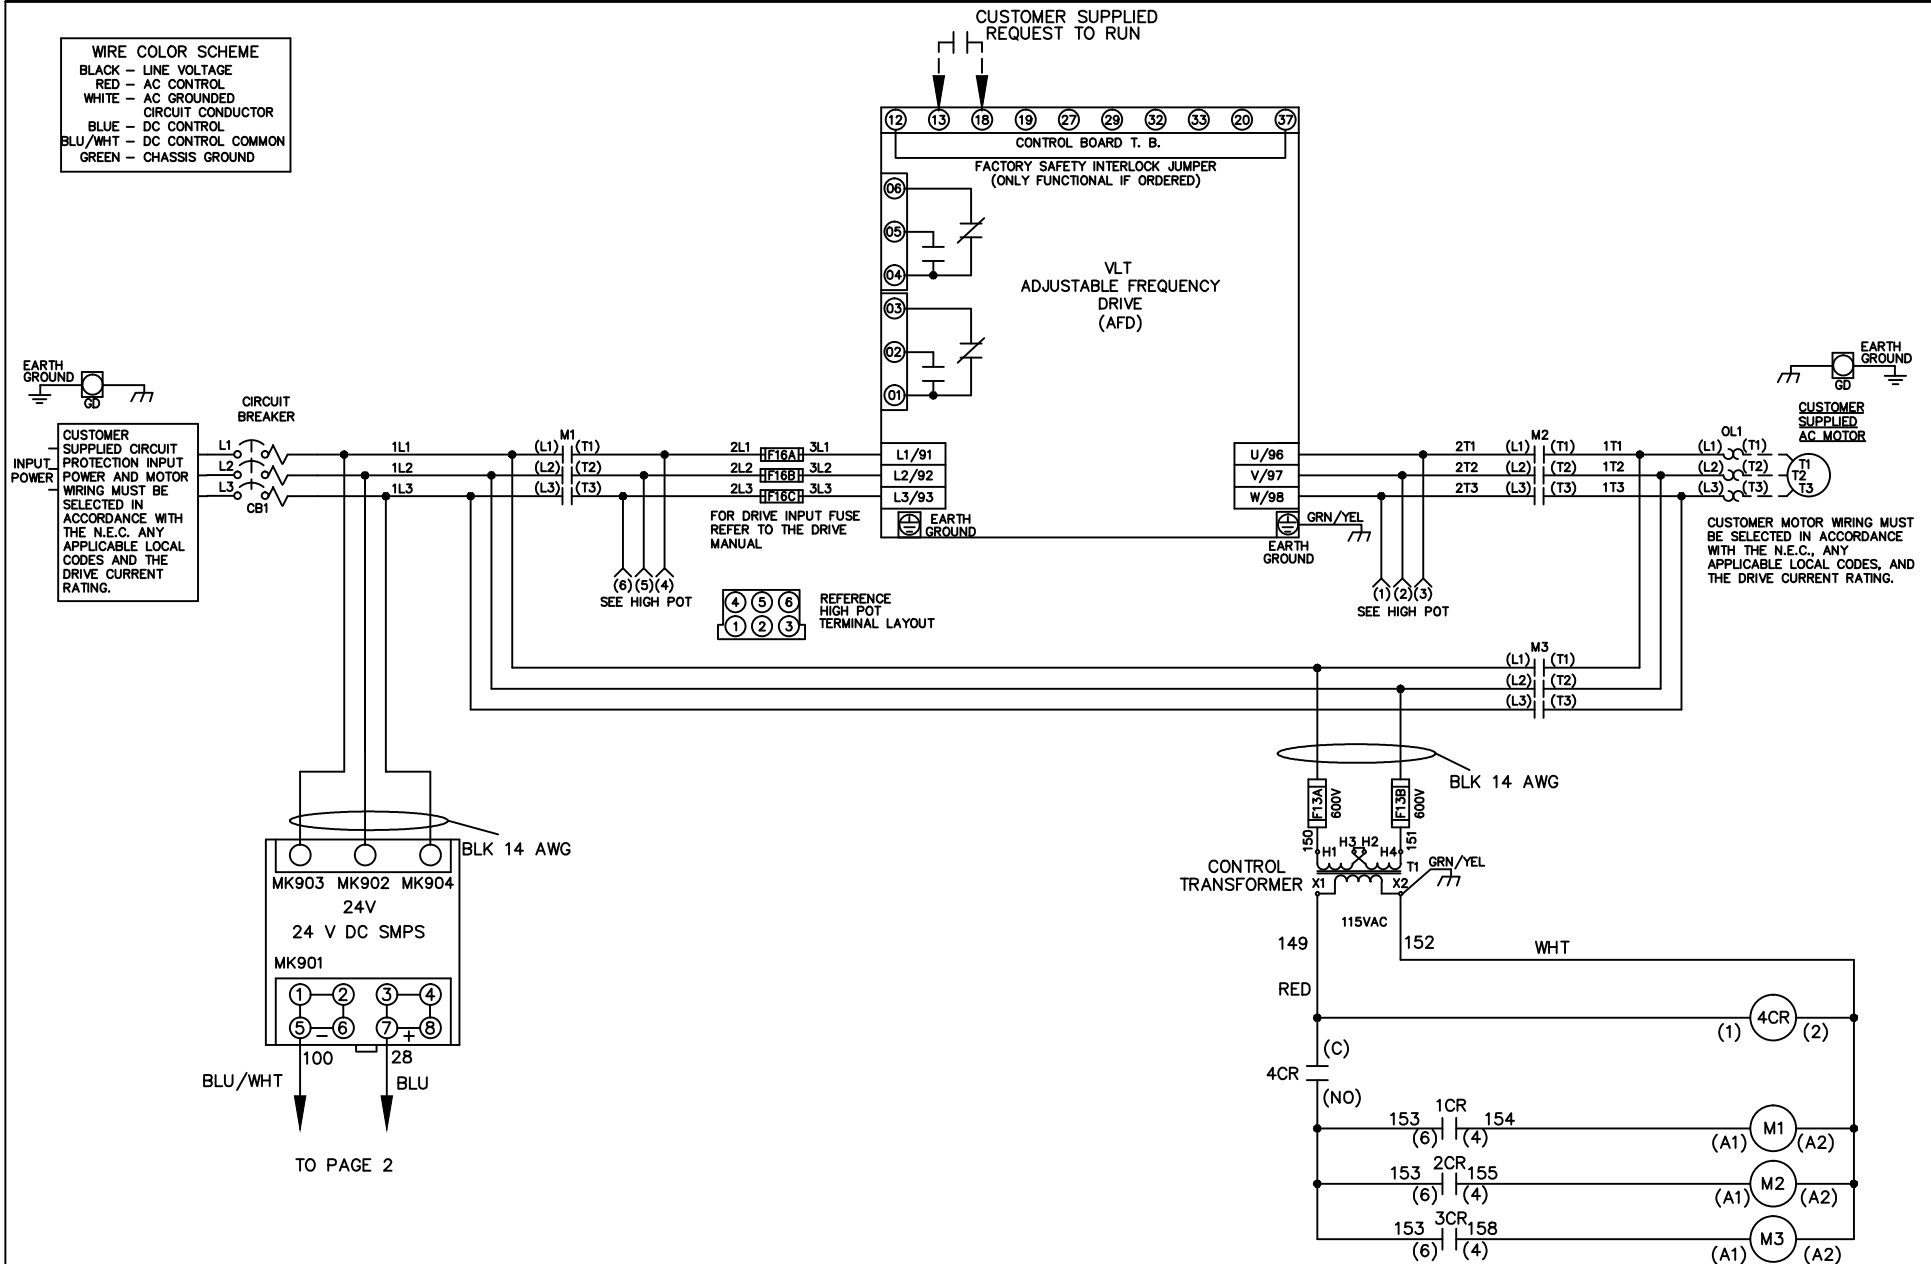 CUSTOMER SUPPLIED
REQUEST TO RUN
WIRE COLOR SCHEME
BLACK – LINE VOLTAGE
RED – AC CONTROL
WHITE – AC GROUNDED
CIRCUIT CONDUCTOR
BLUE – DC CONTROL
BLU/WHT – DC CONTROL COMMON
GREEN – CHASSIS GROUND
12 13 18 19 27 29 32 33 20 37
CONTROL BOARD T. B.
FACTORY SAFETY INTERLOCK JUMPER
(ONLY FUNCTIONAL IF ORDERED)
06
05
04
03
02
01
VLT
ADJUSTABLE FREQUENCY
DRIVE
(AFD)
EARTH
GROUND
GD
CIRCUIT
BREAKER
INPUT
POWER
CUSTOMER
SUPPLIED CIRCUIT
PROTECTION INPUT
POWER AND MOTOR
WIRING MUST BE
SELECTED IN
ACCORDANCE WITH
THE N.E.C. ANY
APPLICABLE LOCAL
CODES AND THE
DRIVE CURRENT
RATING.
L1
L2
L3
CB1
1L1
1L2
1L3
M1
(L1) (T1)
(L2) (T2)
(L3) (T3)
2L1 F16A 3L1
2L2 F16B 3L2
2L3 F16C 3L3
FOR DRIVE INPUT FUSE
REFER TO THE DRIVE
MANUAL
L1/91
L2/92
L3/93
EARTH
GROUND
(6) (5) (4)
SEE HIGH POT
4 5 6
1 2 3
REFERENCE
HIGH POT
TERMINAL LAYOUT
U/96
V/97
W/98
GRN/YEL
EARTH
GROUND
2T1
2T2
2T3
M2
(L1) (T1)
(L2) (T2)
(L3) (T3)
1T1
1T2
1T3
OL1
(L1) (T1)
(L2) (T2)
(L3) (T3)
T1
T2
T3
EARTH
GROUND
GD
CUSTOMER
SUPPLIED
AC MOTOR
CUSTOMER MOTOR WIRING MUST
BE SELECTED IN ACCORDANCE
WITH THE N.E.C., ANY
APPLICABLE LOCAL CODES, AND
THE DRIVE CURRENT RATING.
(1) (2) (3)
SEE HIGH POT
M3
(L1) (T1)
(L2) (T2)
(L3) (T3)
BLK 14 AWG
F13A
600V
F13B
600V
150
151
H1 H3 H2 H4
T1
GRN/YEL
CONTROL
TRANSFORMER
X1 X2
115VAC
149
152
WHT
RED
BLK 14 AWG
MK903 MK902 MK904
24V
24 V DC SMPS
MK901
1 2 3 4
5 – 6 7 + 8
100 28
BLU/WHT BLU
TO PAGE 2
4CR
(1) (2)
(C)
4CR
(NO)
153 1CR 154
(6) (4)
M1
(A1) (A2)
153 2CR 155
(6) (4)
M2
(A1) (A2)
153 3CR 158
(6) (4)
M3
(A1) (A2)